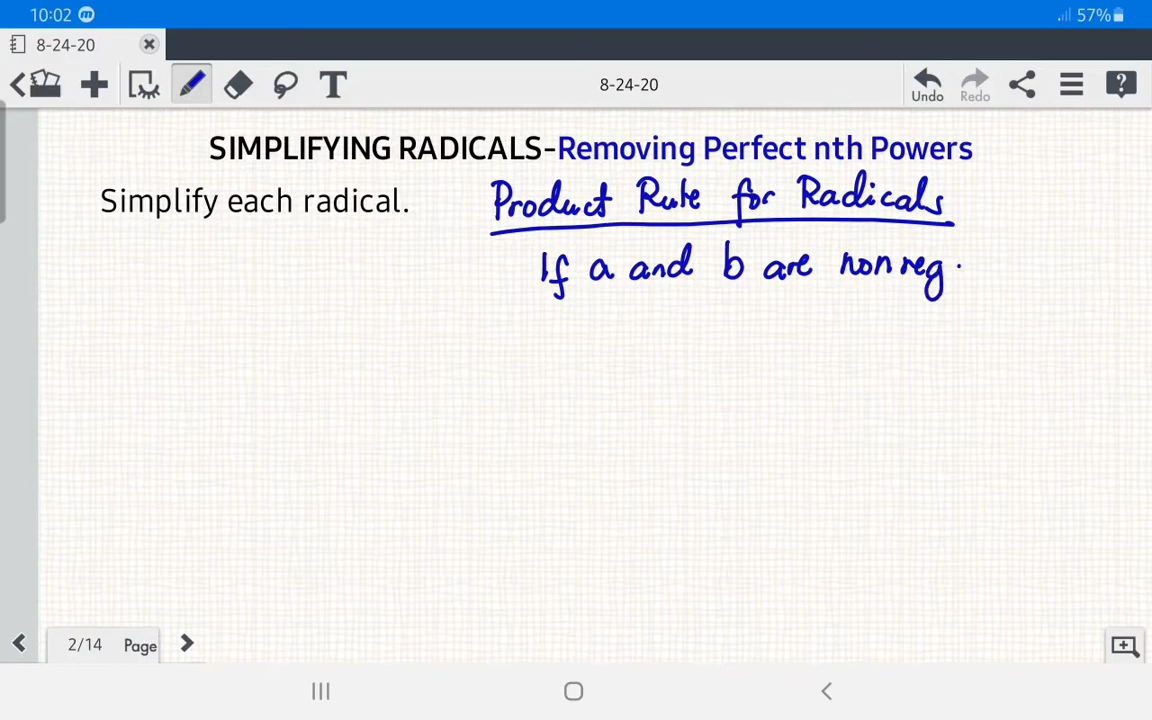 10:02 57%
8-24-20
8-24-20 Undo Redo
SIMPLIFYING RADICALS-Removing Perfect nth Powers
Simplify each radical. Product Rule for Radicals
If a and b are nonneg.
2/14 Page